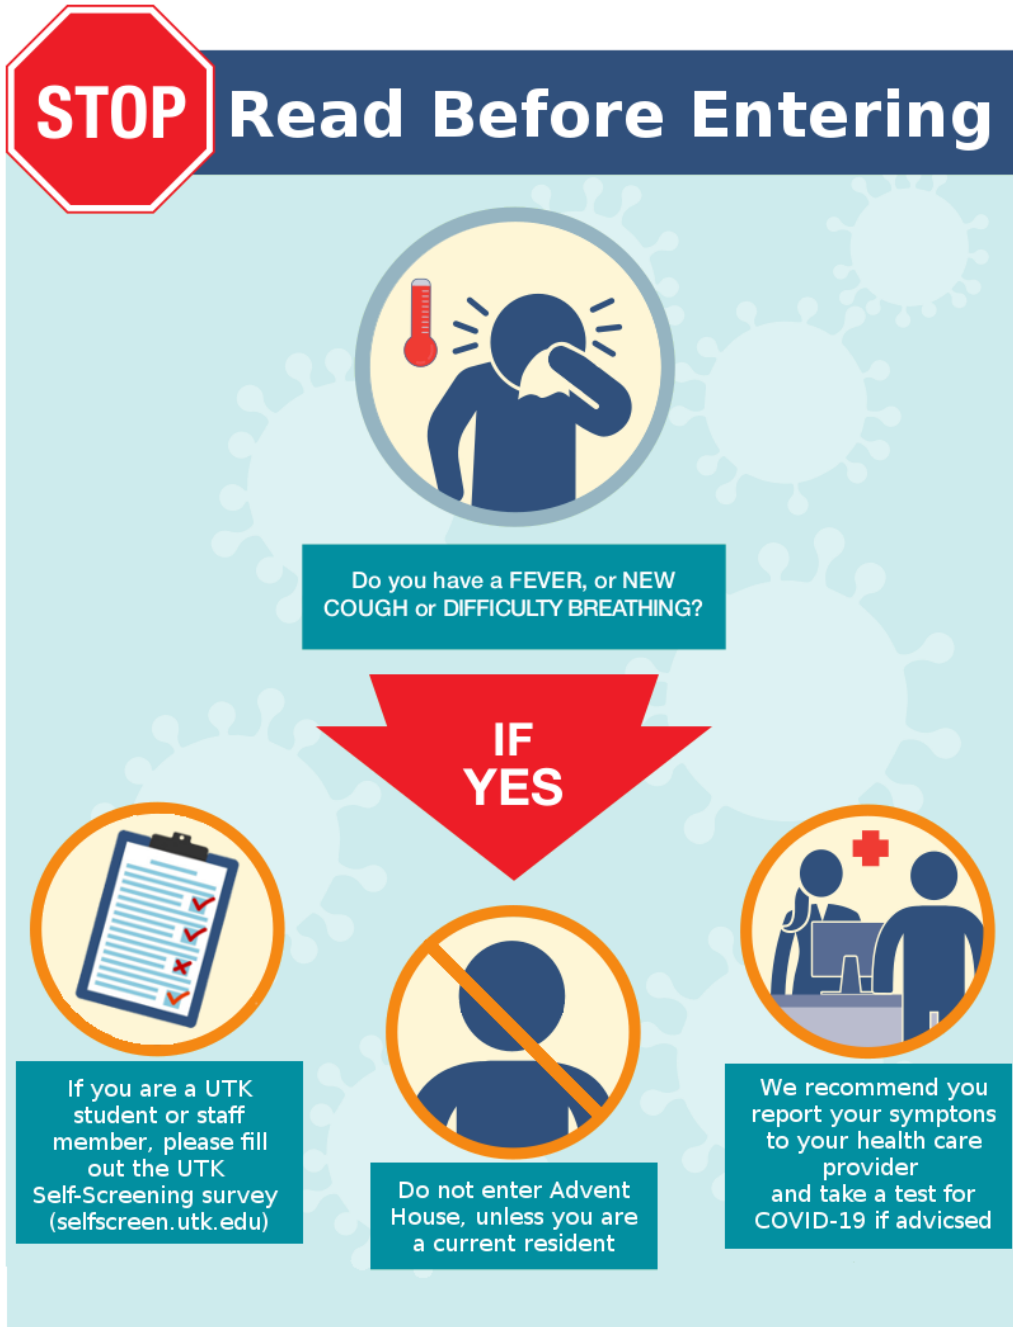 STOP
Read Before Entering
Do you have a FEVER, or NEW
COUGH or DIFFICULTY BREATHING?
IF
YES
If you are a UTK
student or staff
member, please fill
out the UTK
Self-Screening survey
(selfscreen.utk.edu)
Do not enter Advent
House, unless you are
a current resident
We recommend you
report your symptons
to your health care
provider
and take a test for
COVID-19 if advicsed